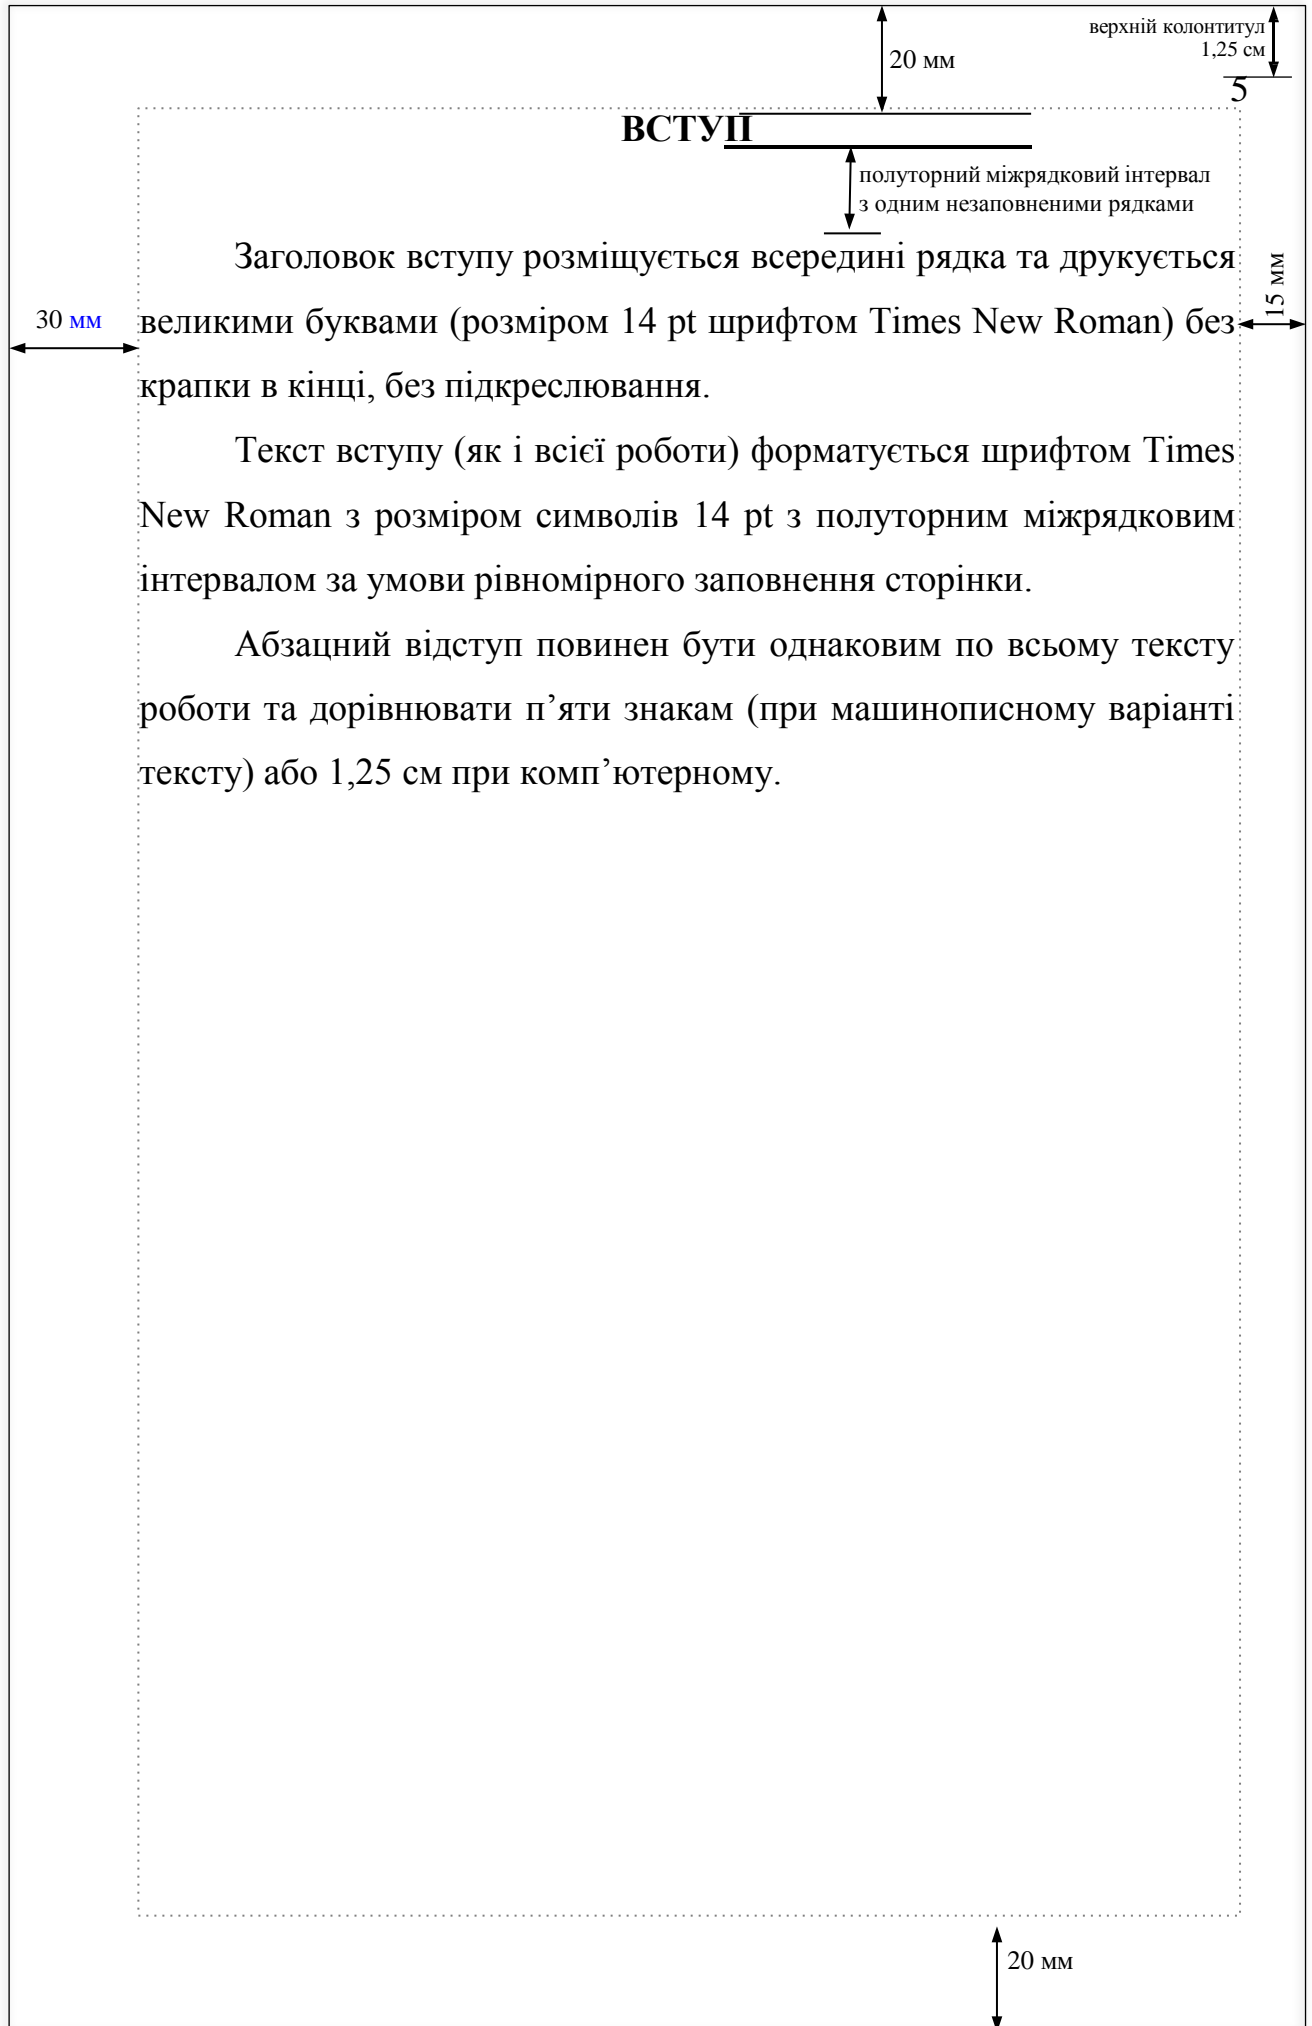 верхній колонтитул
1,25 см
20 мм
5
ВСТУП
полуторний міжрядковий інтервал
з одним незаповненими рядками
Заголовок вступу розміщується всередині рядка та друкується
15 мм
30 мм
великими буквами (розміром 14 pt шрифтом Times New Roman) без
крапки в кінці, без підкреслювання.
Текст вступу (як і всієї роботи) форматується шрифтом Times
New Roman з розміром символів 14 pt з полуторним міжрядковим
інтервалом за умови рівномірного заповнення сторінки.
Абзацний відступ повинен бути однаковим по всьому тексту
роботи та дорівнювати п’яти знакам (при машинописному варіанті
тексту) або 1,25 см при комп’ютерному.
20 мм